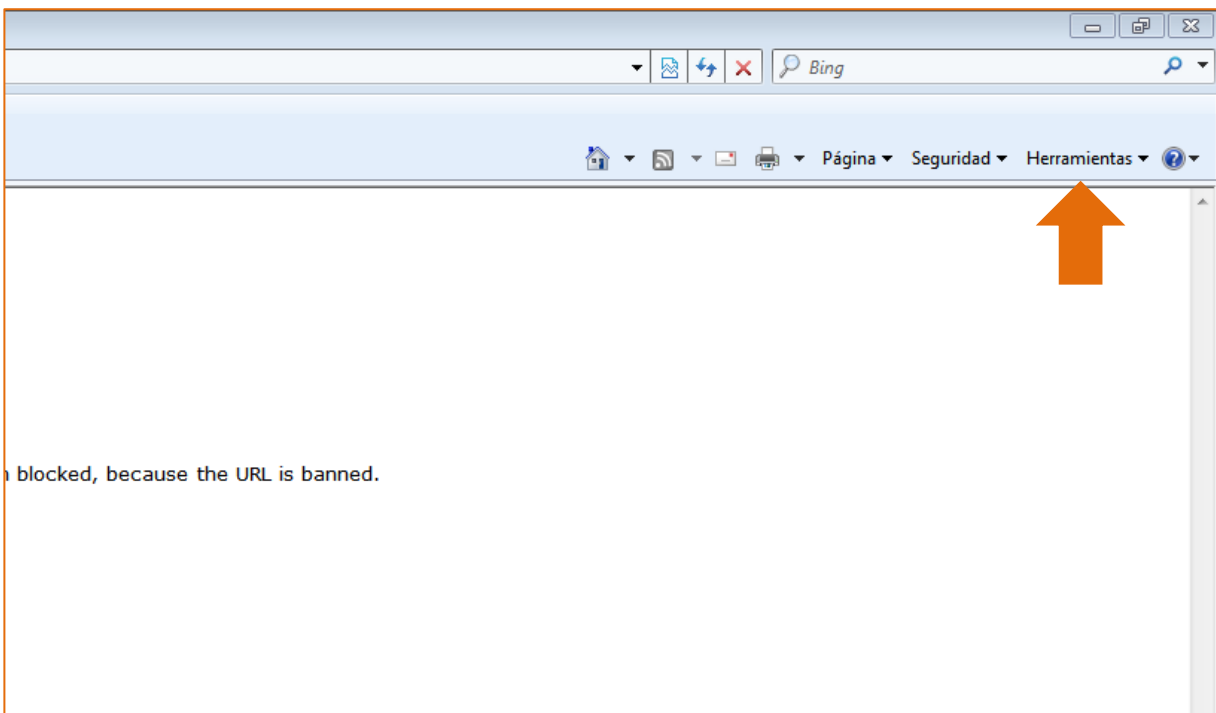 Bing
Página Seguridad Herramientas
blocked, because the URL is banned.